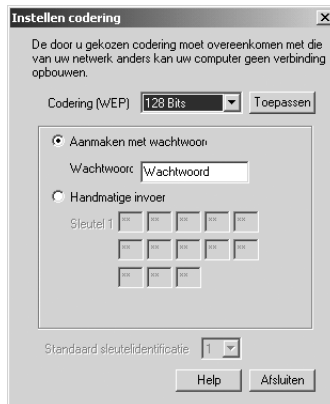 Instellen codering
De door u gekozen codering moet overeenkomen met die
van uw netwerk anders kan uw computer geen verbinding
opbouwen.
Codering (WEP) 128 Bits Toepassen
Aanmaken met wachtwoor
Wachtwoord Wachtwoord
Handmatige invoer
Sleutel 1 ** ** ** ** **
** ** ** ** **
** ** **
Standaard sleutelidentificatie 1
Help Afsluiten